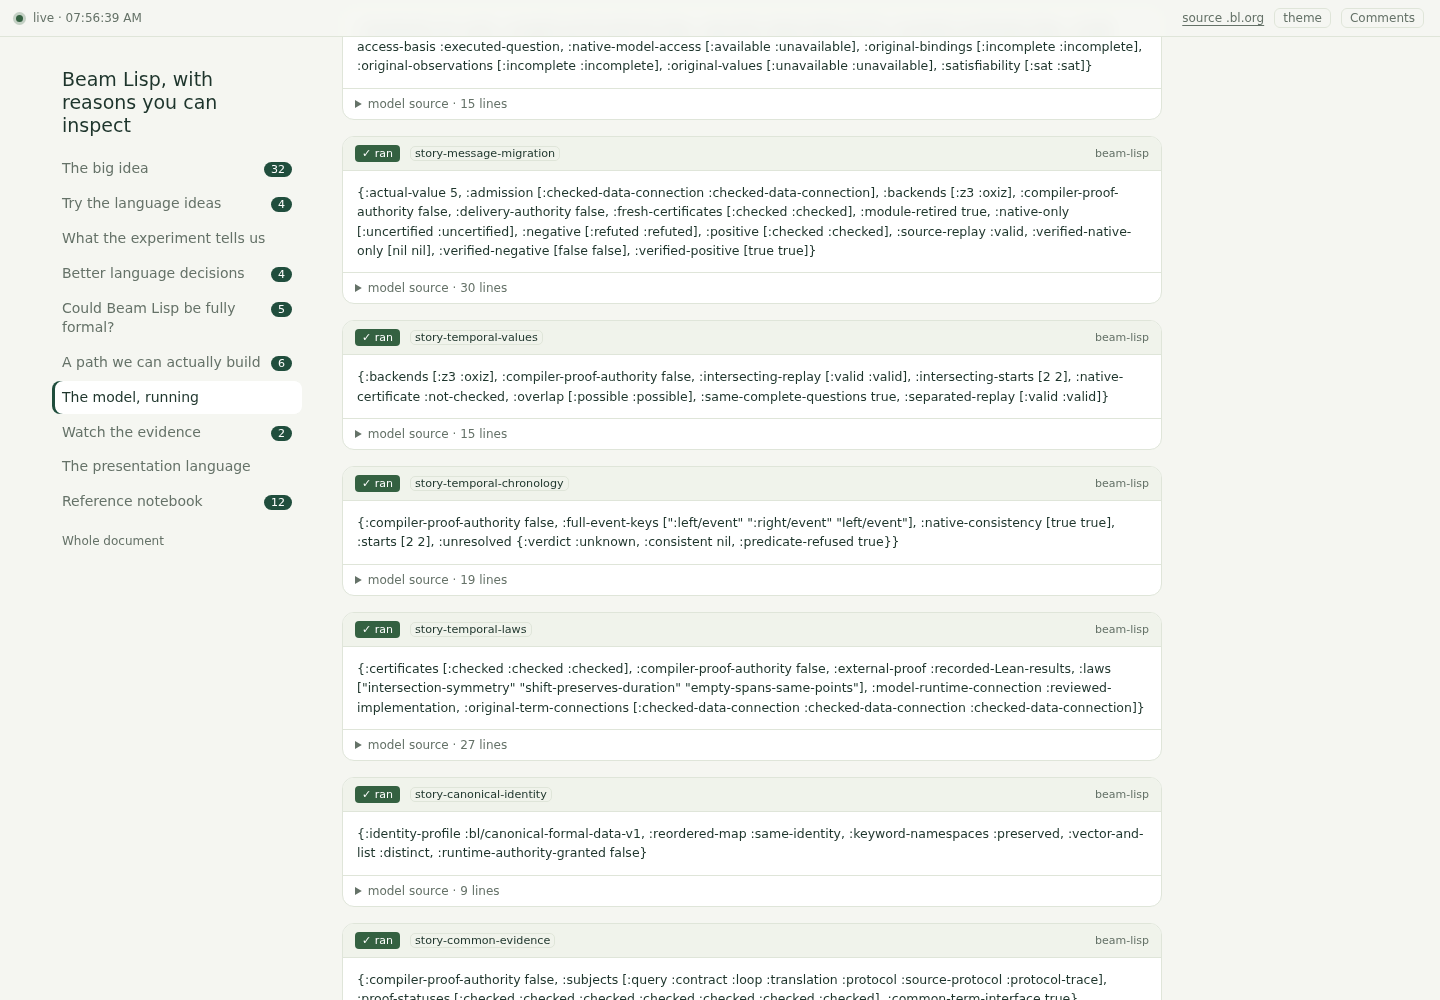 live · 07:56:39 AM
source .bl.org
theme
Comments
Beam Lisp, with
reasons you can
inspect
The big idea 32
Try the language ideas 4
What the experiment tells us
Better language decisions 4
Could Beam Lisp be fully
formal? 5
A path we can actually build 6
The model, running
Watch the evidence 2
The presentation language
Reference notebook 12
Whole document
access-basis :executed-question, :native-model-access [:available :unavailable], :original-bindings [:incomplete :incomplete],
:original-observations [:incomplete :incomplete], :original-values [:unavailable :unavailable], :satisfiability [:sat :sat]}
▶ model source · 15 lines
✓ ran story-message-migration beam-lisp
{:actual-value 5, :admission [:checked-data-connection :checked-data-connection], :backends [:z3 :oxiz], :compiler-proof-
authority false, :delivery-authority false, :fresh-certificates [:checked :checked], :module-retired true, :native-only
[:uncertified :uncertified], :negative [:refuted :refuted], :positive [:checked :checked], :source-replay :valid, :verified-native-
only [nil nil], :verified-negative [false false], :verified-positive [true true]}
▶ model source · 30 lines
✓ ran story-temporal-values beam-lisp
{:backends [:z3 :oxiz], :compiler-proof-authority false, :intersecting-replay [:valid :valid], :intersecting-starts [2 2], :native-
certificate :not-checked, :overlap [:possible :possible], :same-complete-questions true, :separated-replay [:valid :valid]}
▶ model source · 15 lines
✓ ran story-temporal-chronology beam-lisp
{:compiler-proof-authority false, :full-event-keys [":left/event" ":right/event" "left/event"], :native-consistency [true true],
:starts [2 2], :unresolved {:verdict :unknown, :consistent nil, :predicate-refused true}}
▶ model source · 19 lines
✓ ran story-temporal-laws beam-lisp
{:certificates [:checked :checked :checked], :compiler-proof-authority false, :external-proof :recorded-Lean-results, :laws
["intersection-symmetry" "shift-preserves-duration" "empty-spans-same-points"], :model-runtime-connection :reviewed-
implementation, :original-term-connections [:checked-data-connection :checked-data-connection :checked-data-connection]}
▶ model source · 27 lines
✓ ran story-canonical-identity beam-lisp
{:identity-profile :bl/canonical-formal-data-v1, :reordered-map :same-identity, :keyword-namespaces :preserved, :vector-and-
list :distinct, :runtime-authority-granted false}
▶ model source · 9 lines
✓ ran story-common-evidence beam-lisp
{:compiler-proof-authority false, :subjects [:query :contract :loop :translation :protocol :source-protocol :protocol-trace],
:proof-statuses [:checked :checked :checked :checked :checked :checked :checked], :common-term-interface true}